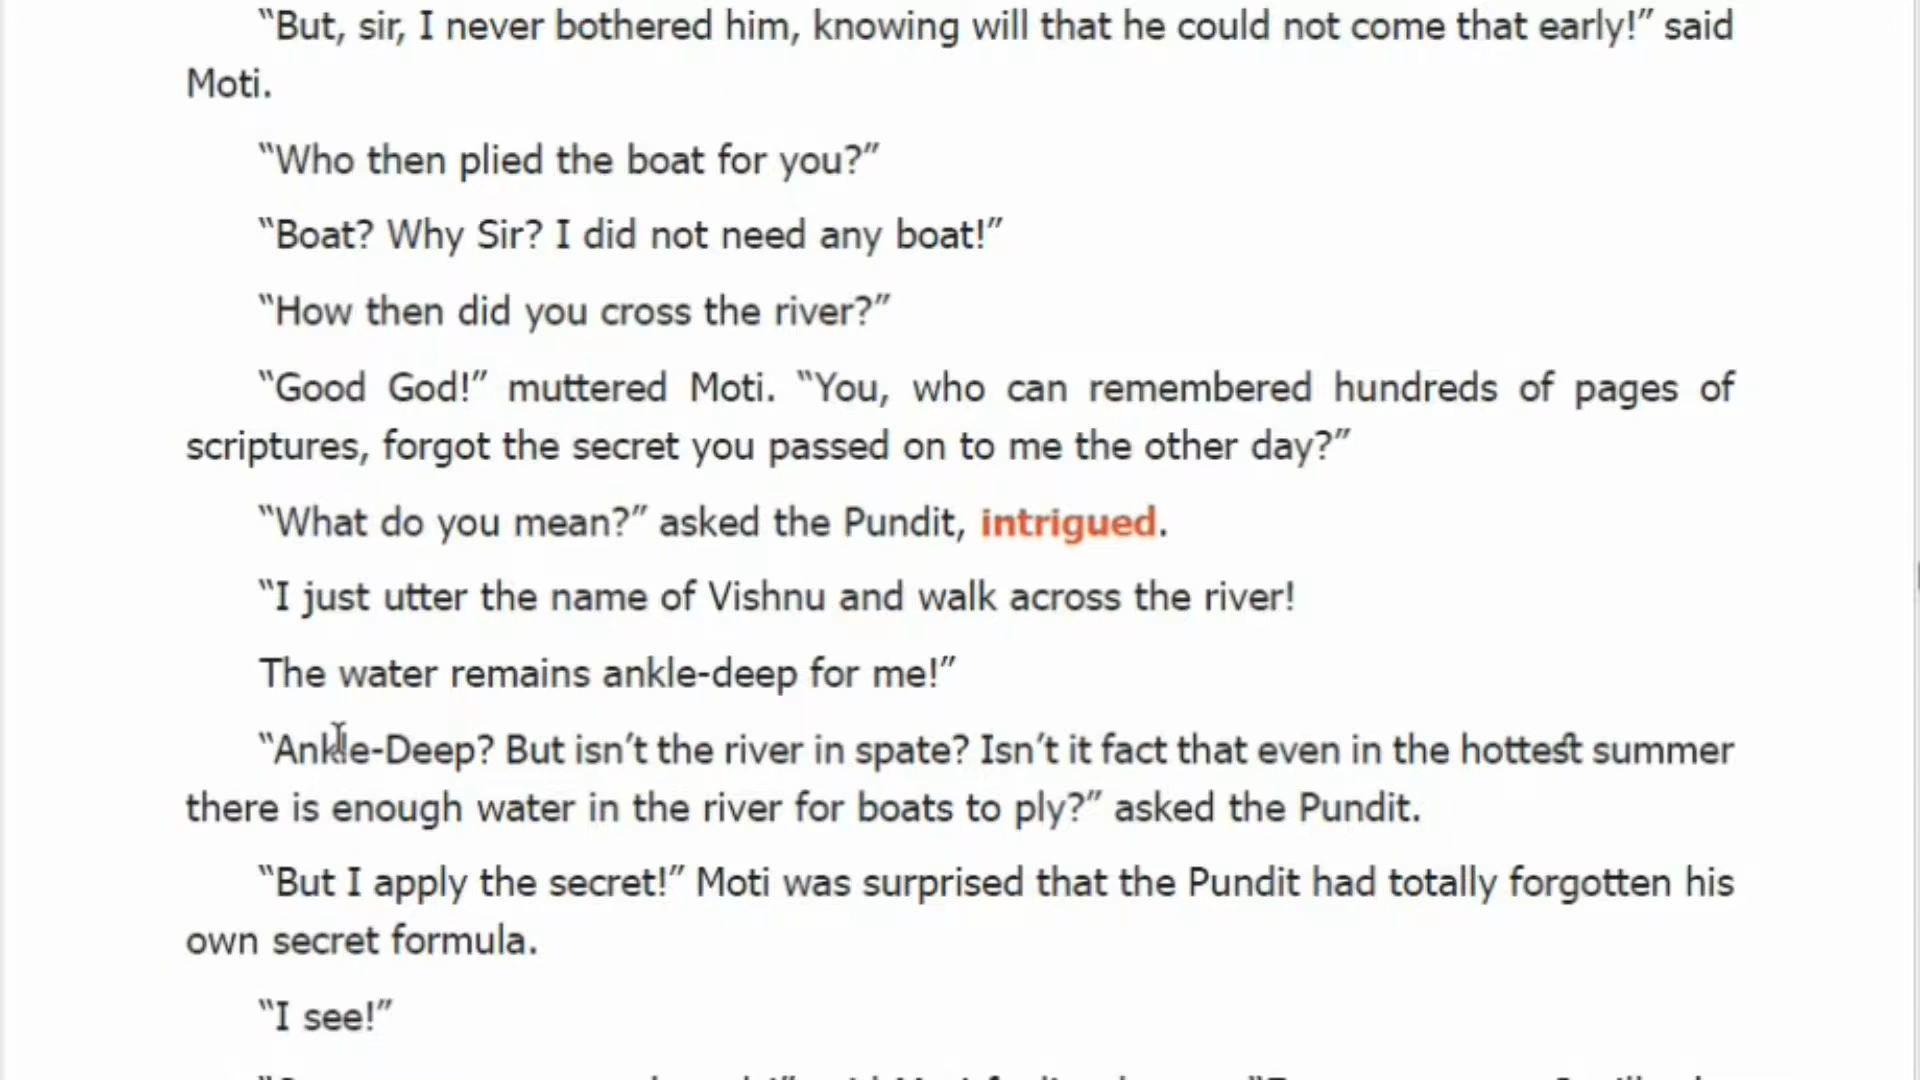 “But, sir, I never bothered him, knowing will that he could not come that early!” said
Moti.
“Who then plied the boat for you?”
“Boat? Why Sir? I did not need any boat!”
“How then did you cross the river?”
“Good God!” muttered Moti. “You, who can remembered hundreds of pages of
scriptures, forgot the secret you passed on to me the other day?”
“What do you mean?” asked the Pundit, intrigued.
“I just utter the name of Vishnu and walk across the river!
The water remains ankle-deep for me!”
“Ankle-Deep? But isn’t the river in spate? Isn’t it fact that even in the hottest summer
there is enough water in the river for boats to ply?” asked the Pundit.
“But I apply the secret!” Moti was surprised that the Pundit had totally forgotten his
own secret formula.
“I see!”